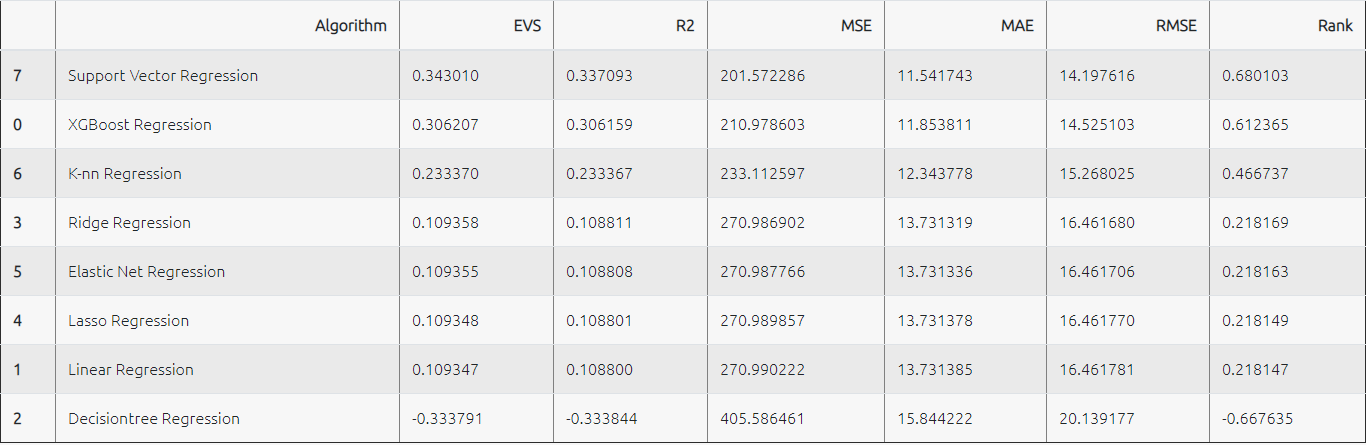 Algorithm EVS R2 MSE MAE RMSE Rank
7 Support Vector Regression 0.343010 0.337093 201.572286 11.541743 14.197616 0.680103
0 XGBoost Regression 0.306207 0.306159 210.978603 11.853811 14.525103 0.612365
6 K-nn Regression 0.233370 0.233367 233.112597 12.343778 15.268025 0.466737
3 Ridge Regression 0.109358 0.108811 270.986902 13.731319 16.461680 0.218169
5 Elastic Net Regression 0.109355 0.108808 270.987766 13.731336 16.461706 0.218163
4 Lasso Regression 0.109348 0.108801 270.989857 13.731378 16.461770 0.218149
1 Linear Regression 0.109347 0.108800 270.990222 13.731385 16.461781 0.218147
2 Decisiontree Regression -0.333791 -0.333844 405.586461 15.844222 20.139177 -0.667635